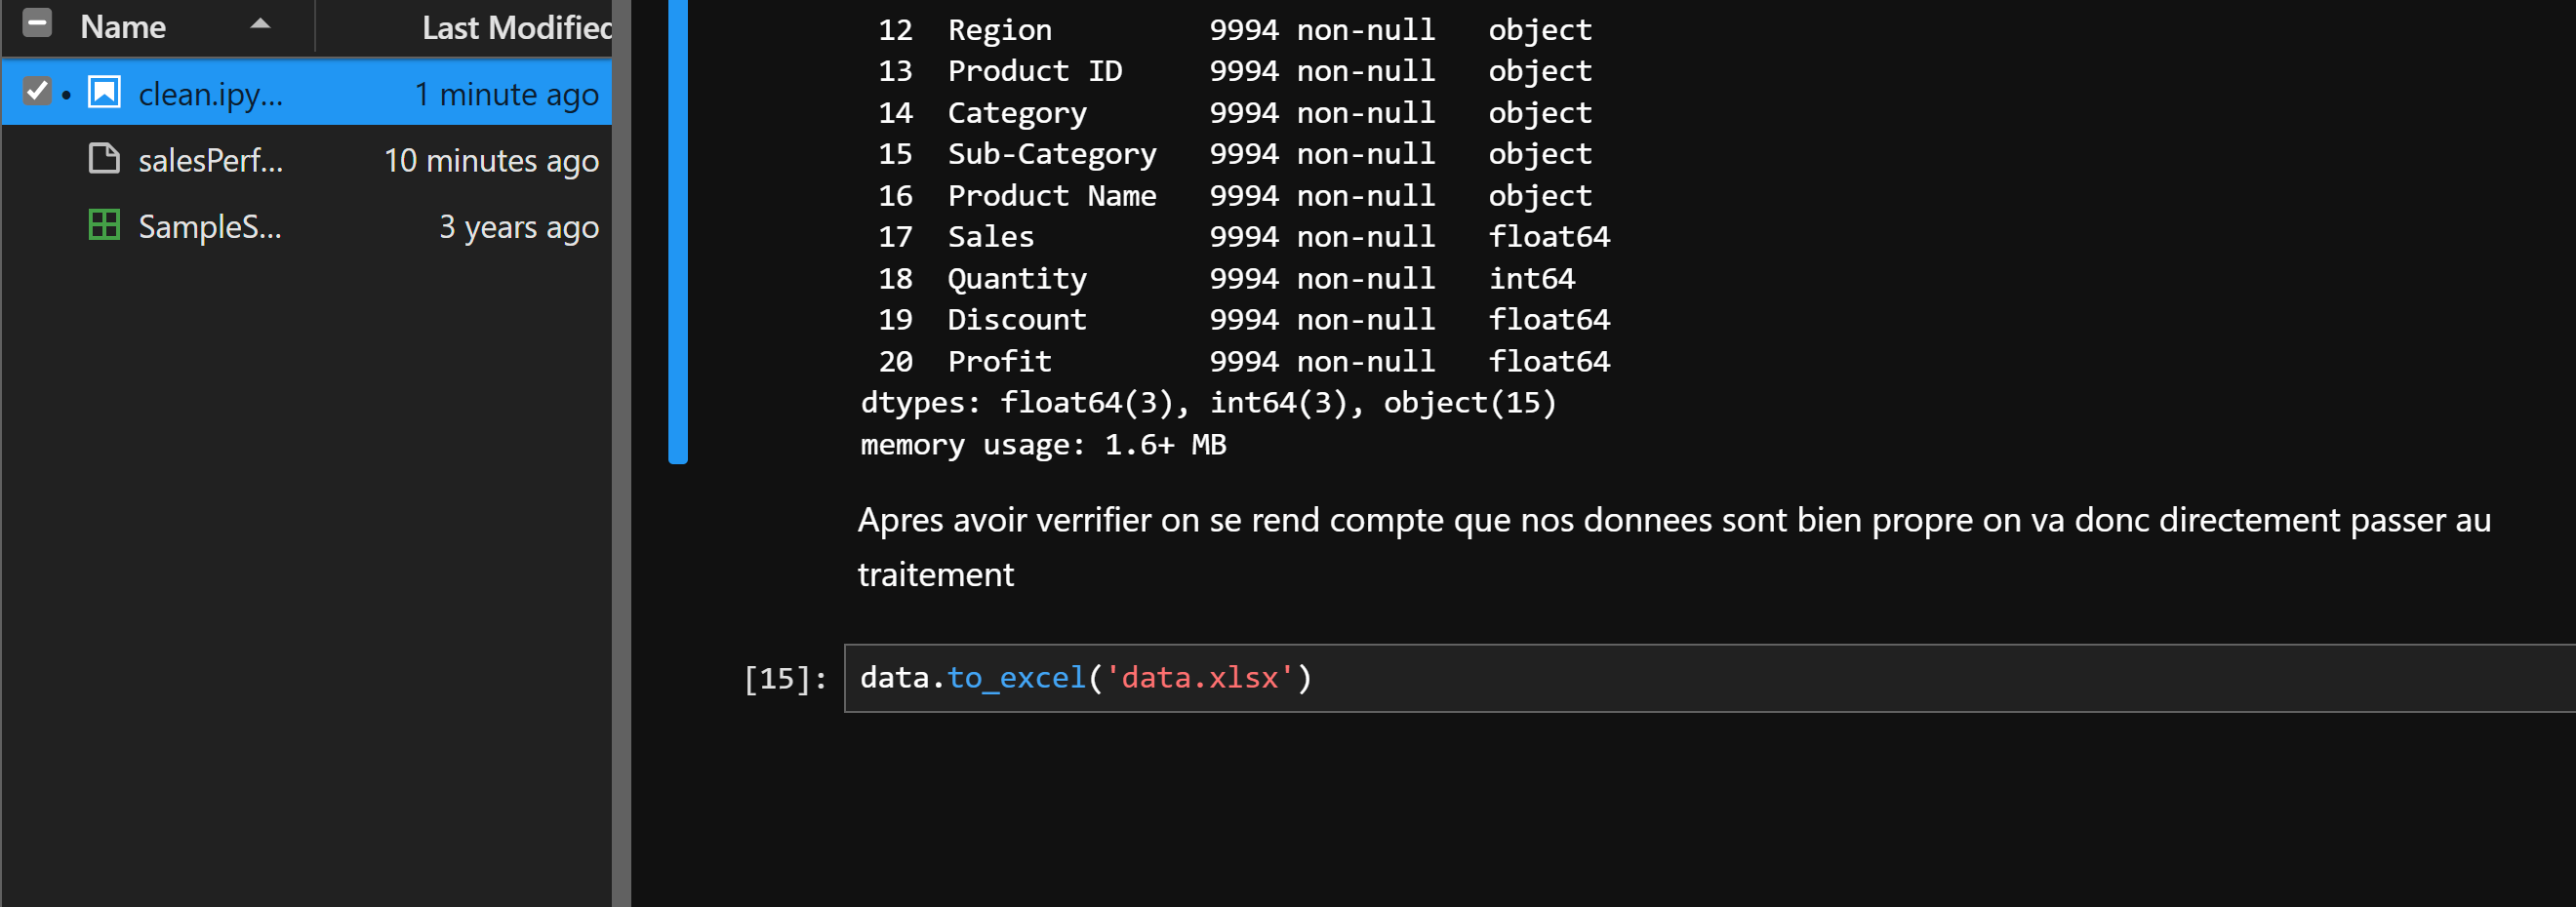 Name Last Modified
clean.ipy... 1 minute ago
salesPerf... 10 minutes ago
SampleS... 3 years ago
12 Region 9994 non-null object
13 Product ID 9994 non-null object
14 Category 9994 non-null object
15 Sub-Category 9994 non-null object
16 Product Name 9994 non-null object
17 Sales 9994 non-null float64
18 Quantity 9994 non-null int64
19 Discount 9994 non-null float64
20 Profit 9994 non-null float64
dtypes: float64(3), int64(3), object(15)
memory usage: 1.6+ MB
Apres avoir verrifier on se rend compte que nos donnees sont bien propre on va donc directement passer au
traitement
[15]: data.to_excel('data.xlsx')